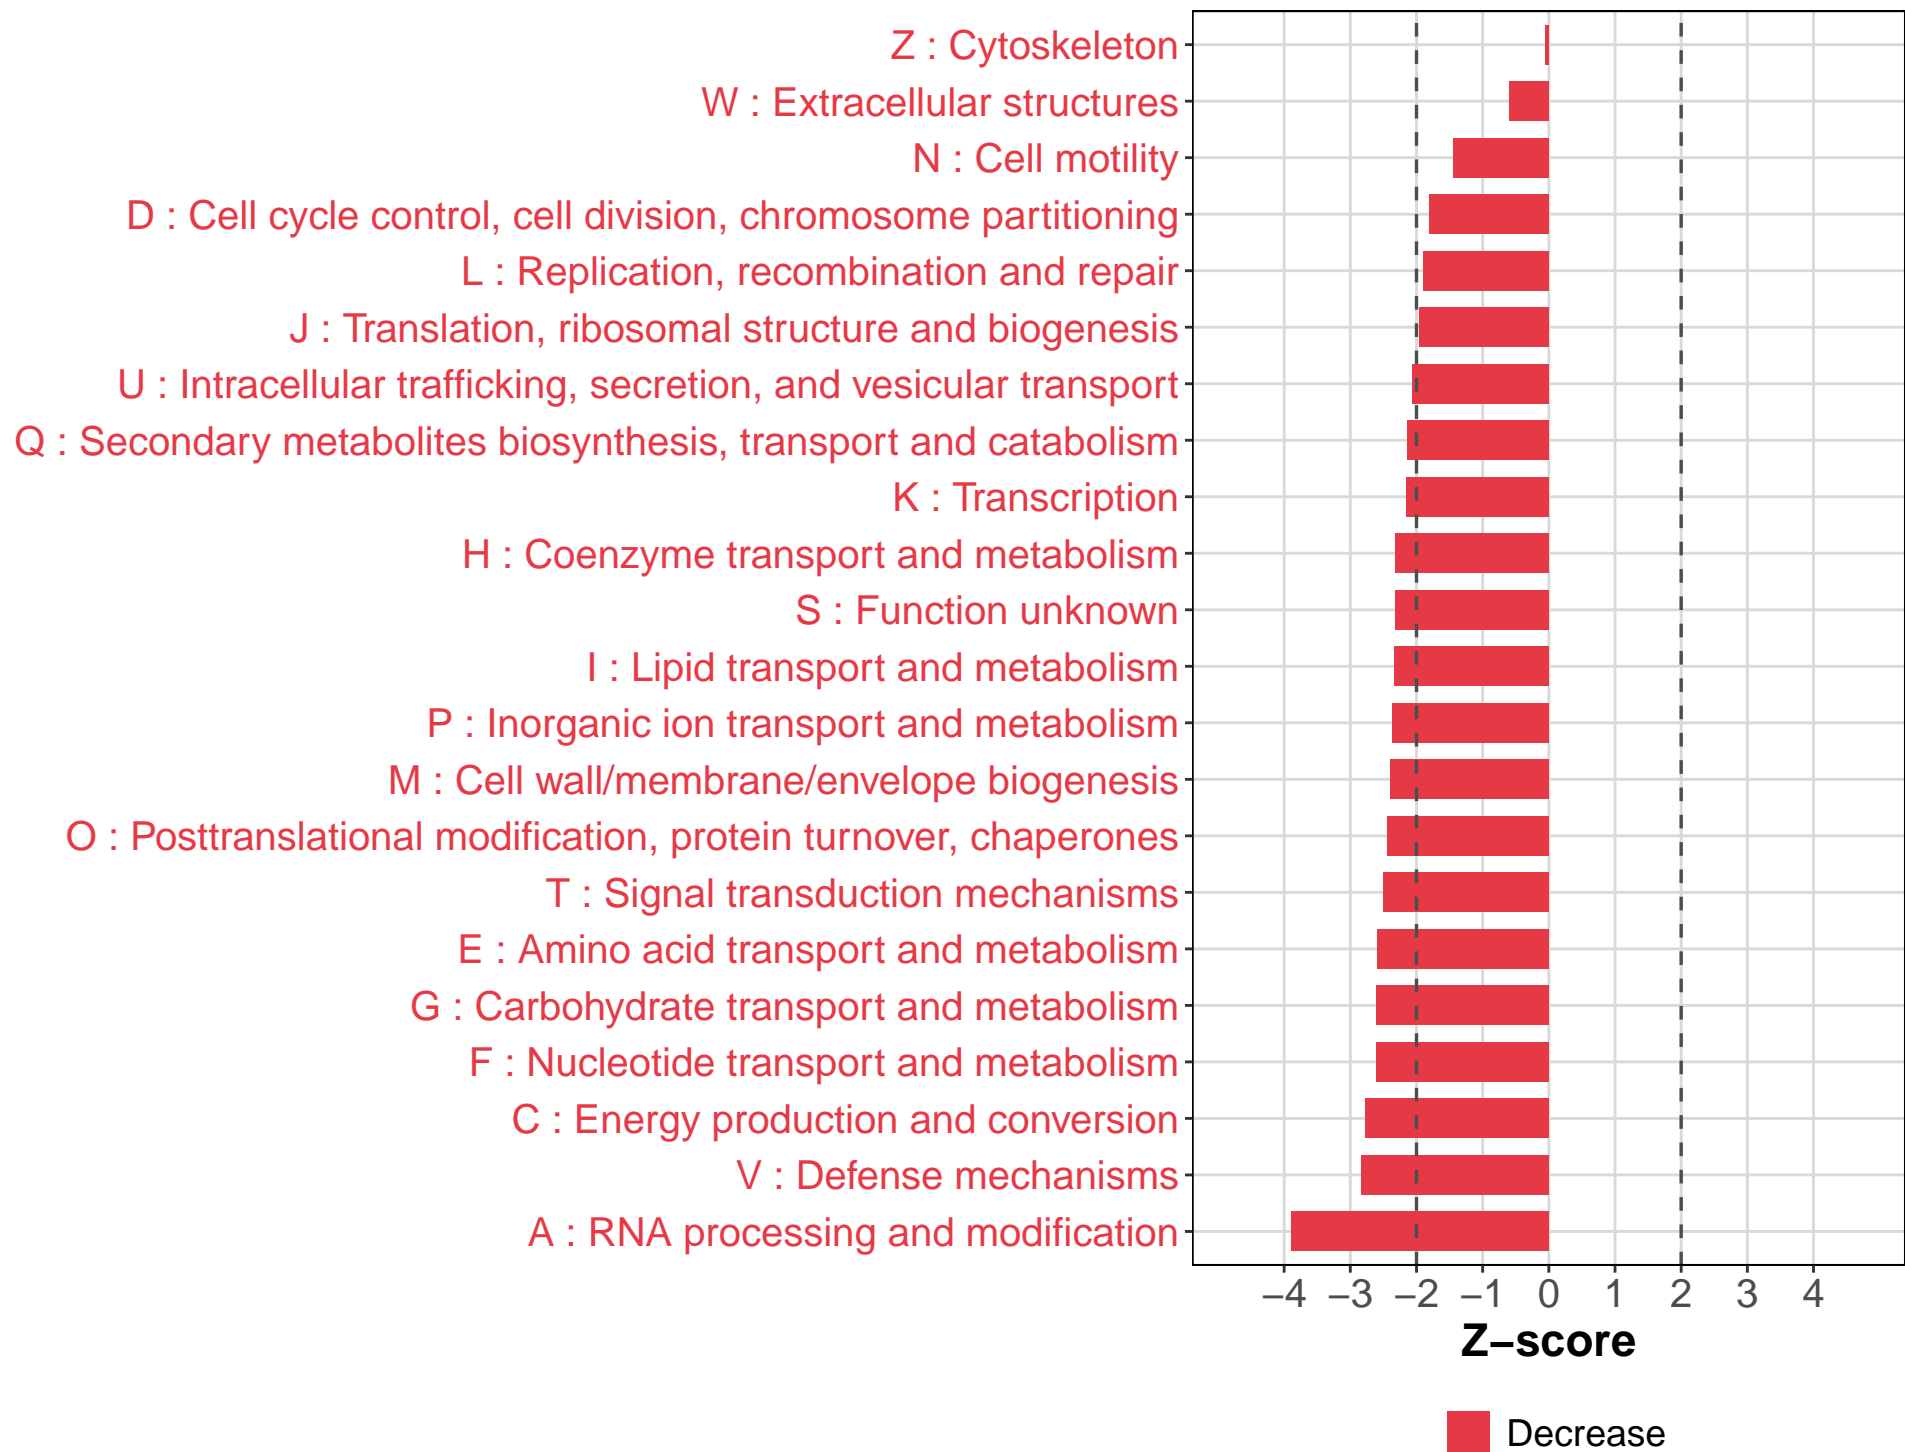 Z : Cytoskeleton
W : Extracellular structures
N : Cell motility
D : Cell cycle control, cell division, chromosome partitioning
L : Replication, recombination and repair
J : Translation, ribosomal structure and biogenesis
U : Intracellular trafficking, secretion, and vesicular transport
Q : Secondary metabolites biosynthesis, transport and catabolism
K : Transcription
H : Coenzyme transport and metabolism
S : Function unknown
I : Lipid transport and metabolism
P : Inorganic ion transport and metabolism
M : Cell wall/membrane/envelope biogenesis
O : Posttranslational modification, protein turnover, chaperones
T : Signal transduction mechanisms
E : Amino acid transport and metabolism
G : Carbohydrate transport and metabolism
F : Nucleotide transport and metabolism
C : Energy production and conversion
V : Defense mechanisms
A : RNA processing and modification
−4 −3 −2 −1 0 1 2 3 4
Z−score
Decrease